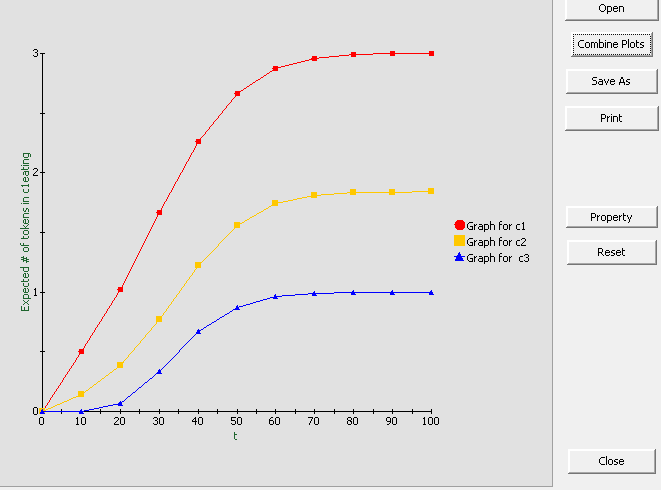 Open
Combine Plots
Save As
Print
Property
Reset
Close
3
2
1
0
Expected # of tokens in c1eating
0 10 20 30 40 50 60 70 80 90 100
t
Graph for c1
Graph for c2
Graph for c3